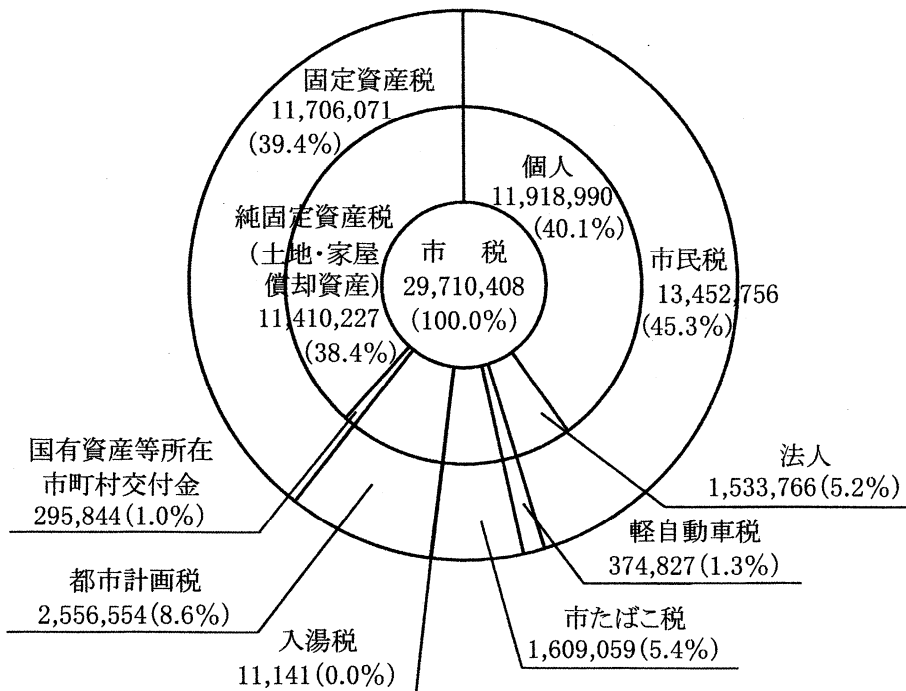 固定資産税
11,706,071
(39.4%)
個人
11,918,990
(40.1%)
純固定資産税
(土地・家屋
償却資産)
11,410,227
(38.4%)
市 税
29,710,408
(100.0%)
市民税
13,452,756
(45.3%)
国有資産等所在
市町村交付金
295,844(1.0%)
法人
1,533,766(5.2%)
軽自動車税
374,827(1.3%)
都市計画税
2,556,554(8.6%)
市たばこ税
1,609,059(5.4%)
入湯税
11,141(0.0%)